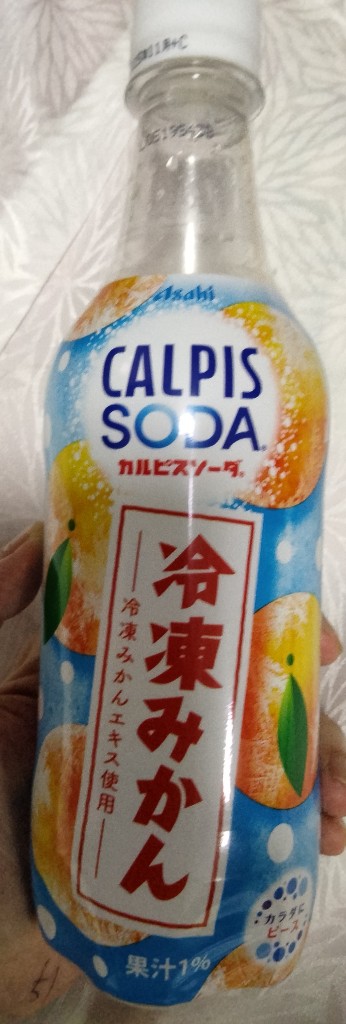 Asahi
CALPIS
SODA
カルピスソーダ
冷凍みかん
冷凍みかんエキス使用
カラダに
ピース
果汁1%